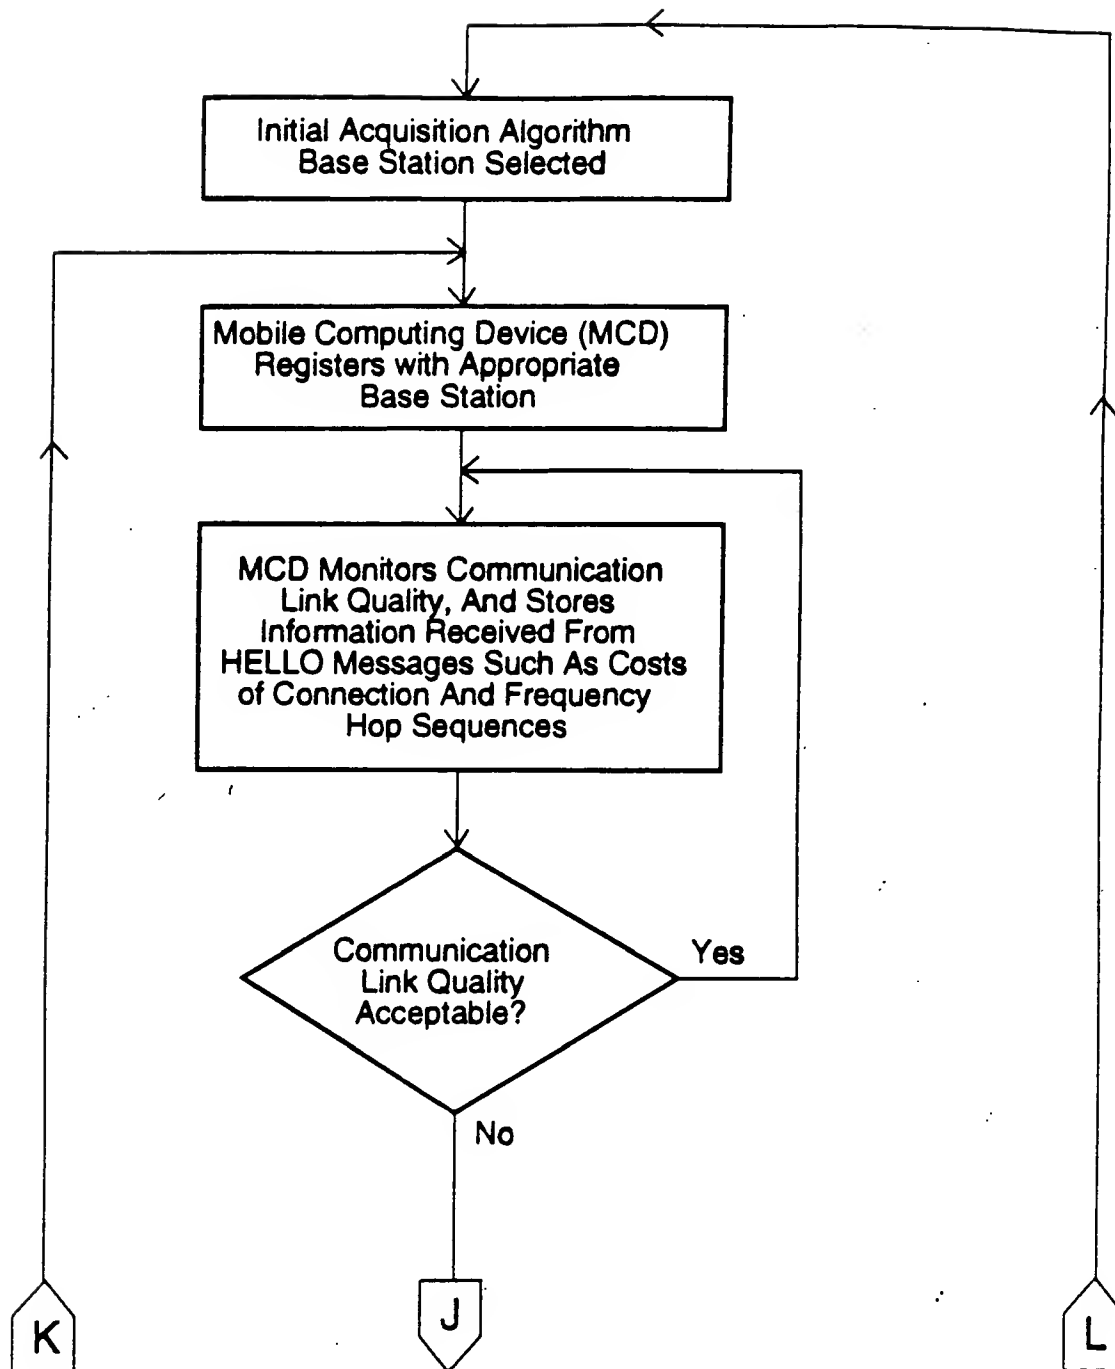 Initial Acquisition Algorithm
Base Station Selected
Mobile Computing Device (MCD)
Registers with Appropriate
Base Station
MCD Monitors Communication
Link Quality, And Stores
Information Received From
HELLO Messages Such As Costs
of Connection And Frequency
Hop Sequences
Communication
Link Quality
Acceptable?
Yes
No
K
J
L